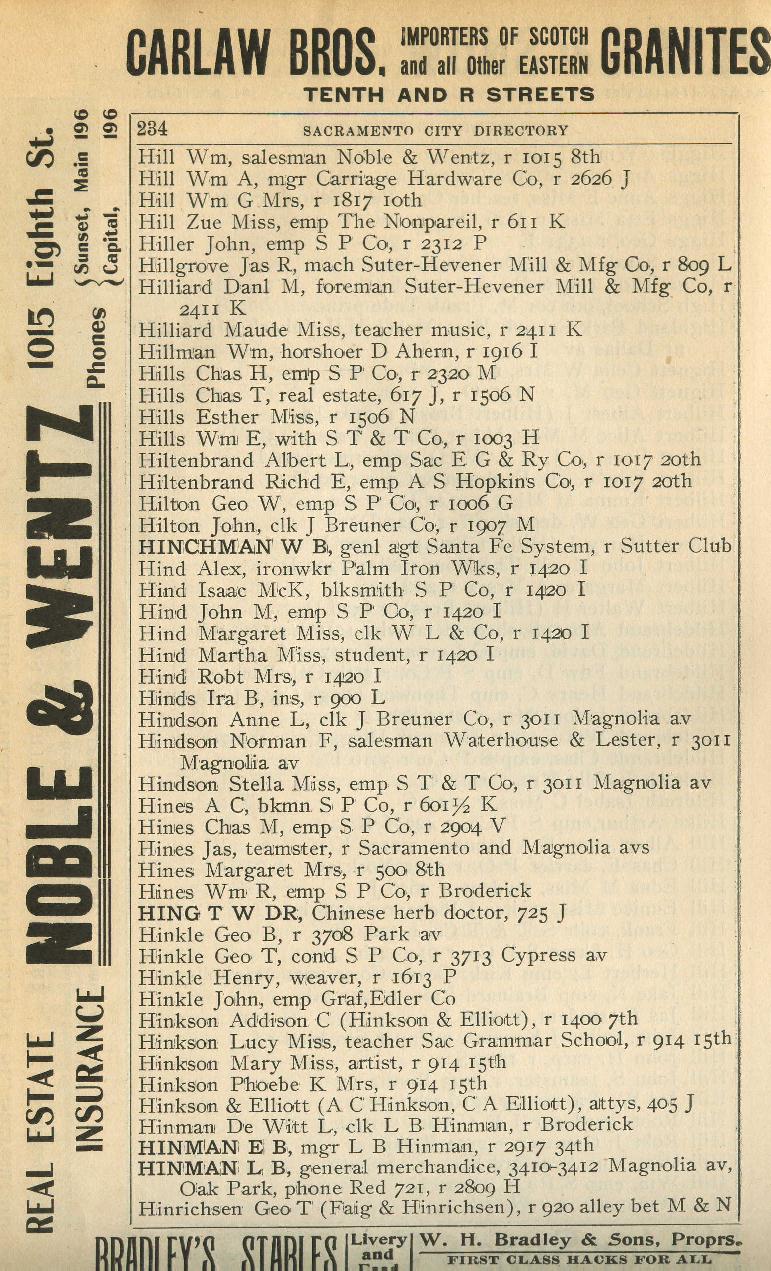 CARLAW BROS. IMPORTERS OF SCOTCH and all Other EASTERN GRANITES
TENTH AND R STREETS
234 SACRAMENTO CITY DIRECTORY
Hill Wm, salesman Noble & Wentz, r 1015 8th
Hill Wm A, mgr Carriage Hardware Co, r 2626 J
Hill Wm G Mrs, r 1817 10th
Hill Zue Miss, emp The Nonpareil, r 611 K
Hiller John, emp S P Co, r 2312 P
Hillgrove Jas R, mach Suter-Hevener Mill & Mfg Co, r 809 L
Hilliard Danl M, foreman Suter-Hevener Mill & Mfg Co, r
2411 K
Hilliard Maude Miss, teacher music, r 2411 K
Hillman Wm, horshoer D Ahern, r 1916 I
Hills Chas H, emp S P Co, r 2320 M
Hills Chas T, real estate, 617 J, r 1506 N
Hills Esther Miss, r 1506 N
Hills Wm E, with S T & T Co, r 1003 H
Hiltenbrand Albert L, emp Sac E G & Ry Co, r 1017 20th
Hiltenbrand Richd E, emp A S Hopkins Co, r 1017 20th
Hilton Geo W, emp S P Co, r 1006 G
Hilton John, clk J Breuner Co, r 1907 M
HINCHMAN W B, genl agt Santa Fe System, r Sutter Club
Hind Alex, ironwkr Palm Iron Wks, r 1420 I
Hind Isaac McK, blksmith S P Co, r 1420 I
Hind John M, emp S P Co, r 1420 I
Hind Margaret Miss, clk W L & Co, r 1420 I
Hind Martha Miss, student, r 1420 I
Hind Robt Mrs, r 1420 I
Hinds Ira B, ins, r 900 L
Hindson Anne L, clk J Breuner Co, r 3011 Magnolia av
Hindson Norman F, salesman Waterhouse & Lester, r 3011
Magnolia av
Hindson Stella Miss, emp S T & T Co, r 3011 Magnolia av
Hines A C, bkmn S P Co, r 601½ K
Hines Chas M, emp S P Co, r 2904 V
Hines Jas, teamster, r Sacramento and Magnolia avs
Hines Margaret Mrs, r 500 8th
Hines Wm R, emp S P Co, r Broderick
HING T W DR, Chinese herb doctor, 725 J
Hinkle Geo B, r 3708 Park av
Hinkle Geo T, cond S P Co, r 3713 Cypress av
Hinkle Henry, weaver, r 1613 P
Hinkle John, emp Graf,Edler Co
Hinkson Addison C (Hinkson & Elliott), r 1400 7th
Hinkson Lucy Miss, teacher Sac Grammar School, r 914 15th
Hinkson Mary Miss, artist, r 914 15th
Hinkson Phoebe K Mrs, r 914 15th
Hinkson & Elliott (A C Hinkson, C A Elliott), attys, 405 J
Hinman De Witt L, clk L B Hinman, r Broderick
HINMAN E B, mgr L B Hinman, r 2917 34th
HINMAN L B, general merchandise, 3410-3412 Magnolia av,
Oak Park, phone Red 721, r 2809 H
Hinrichsen Geo T (Faig & Hinrichsen), r 920 alley bet M & N
REAL ESTATE
INSURANCE
NOBLE & WENTZ
1015 Eighth St.
Phones { Sunset, Main 196
Capital, 196
BRADLEY'S STABLES Livery and W. H. Bradley & Sons, Proprs.
FIRST CLASS HACKS FOR ALL